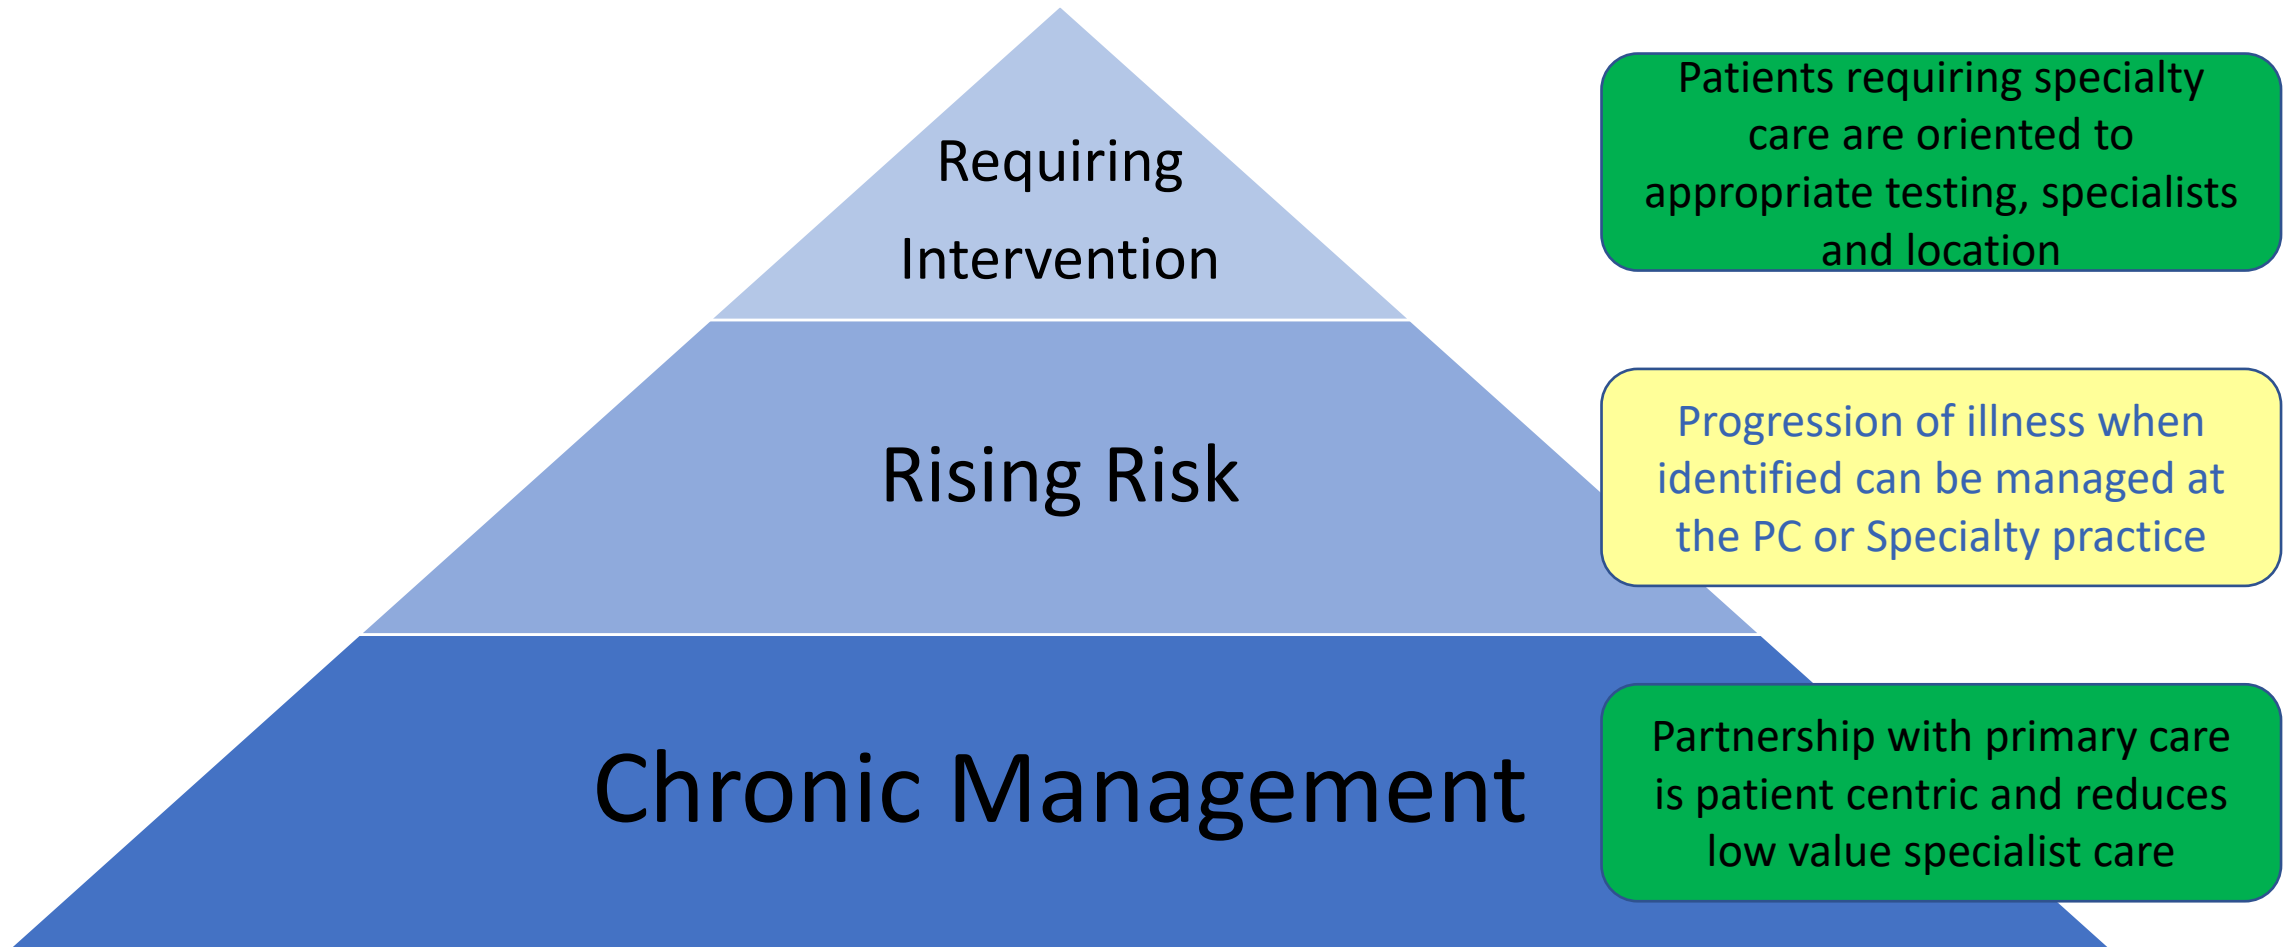 Requiring
Intervention
Patients requiring specialty
care are oriented to
appropriate testing, specialists
and location
Rising Risk
Progression of illness when
identified can be managed at
the PC or Specialty practice
Chronic Management
Partnership with primary care
is patient centric and reduces
low value specialist care